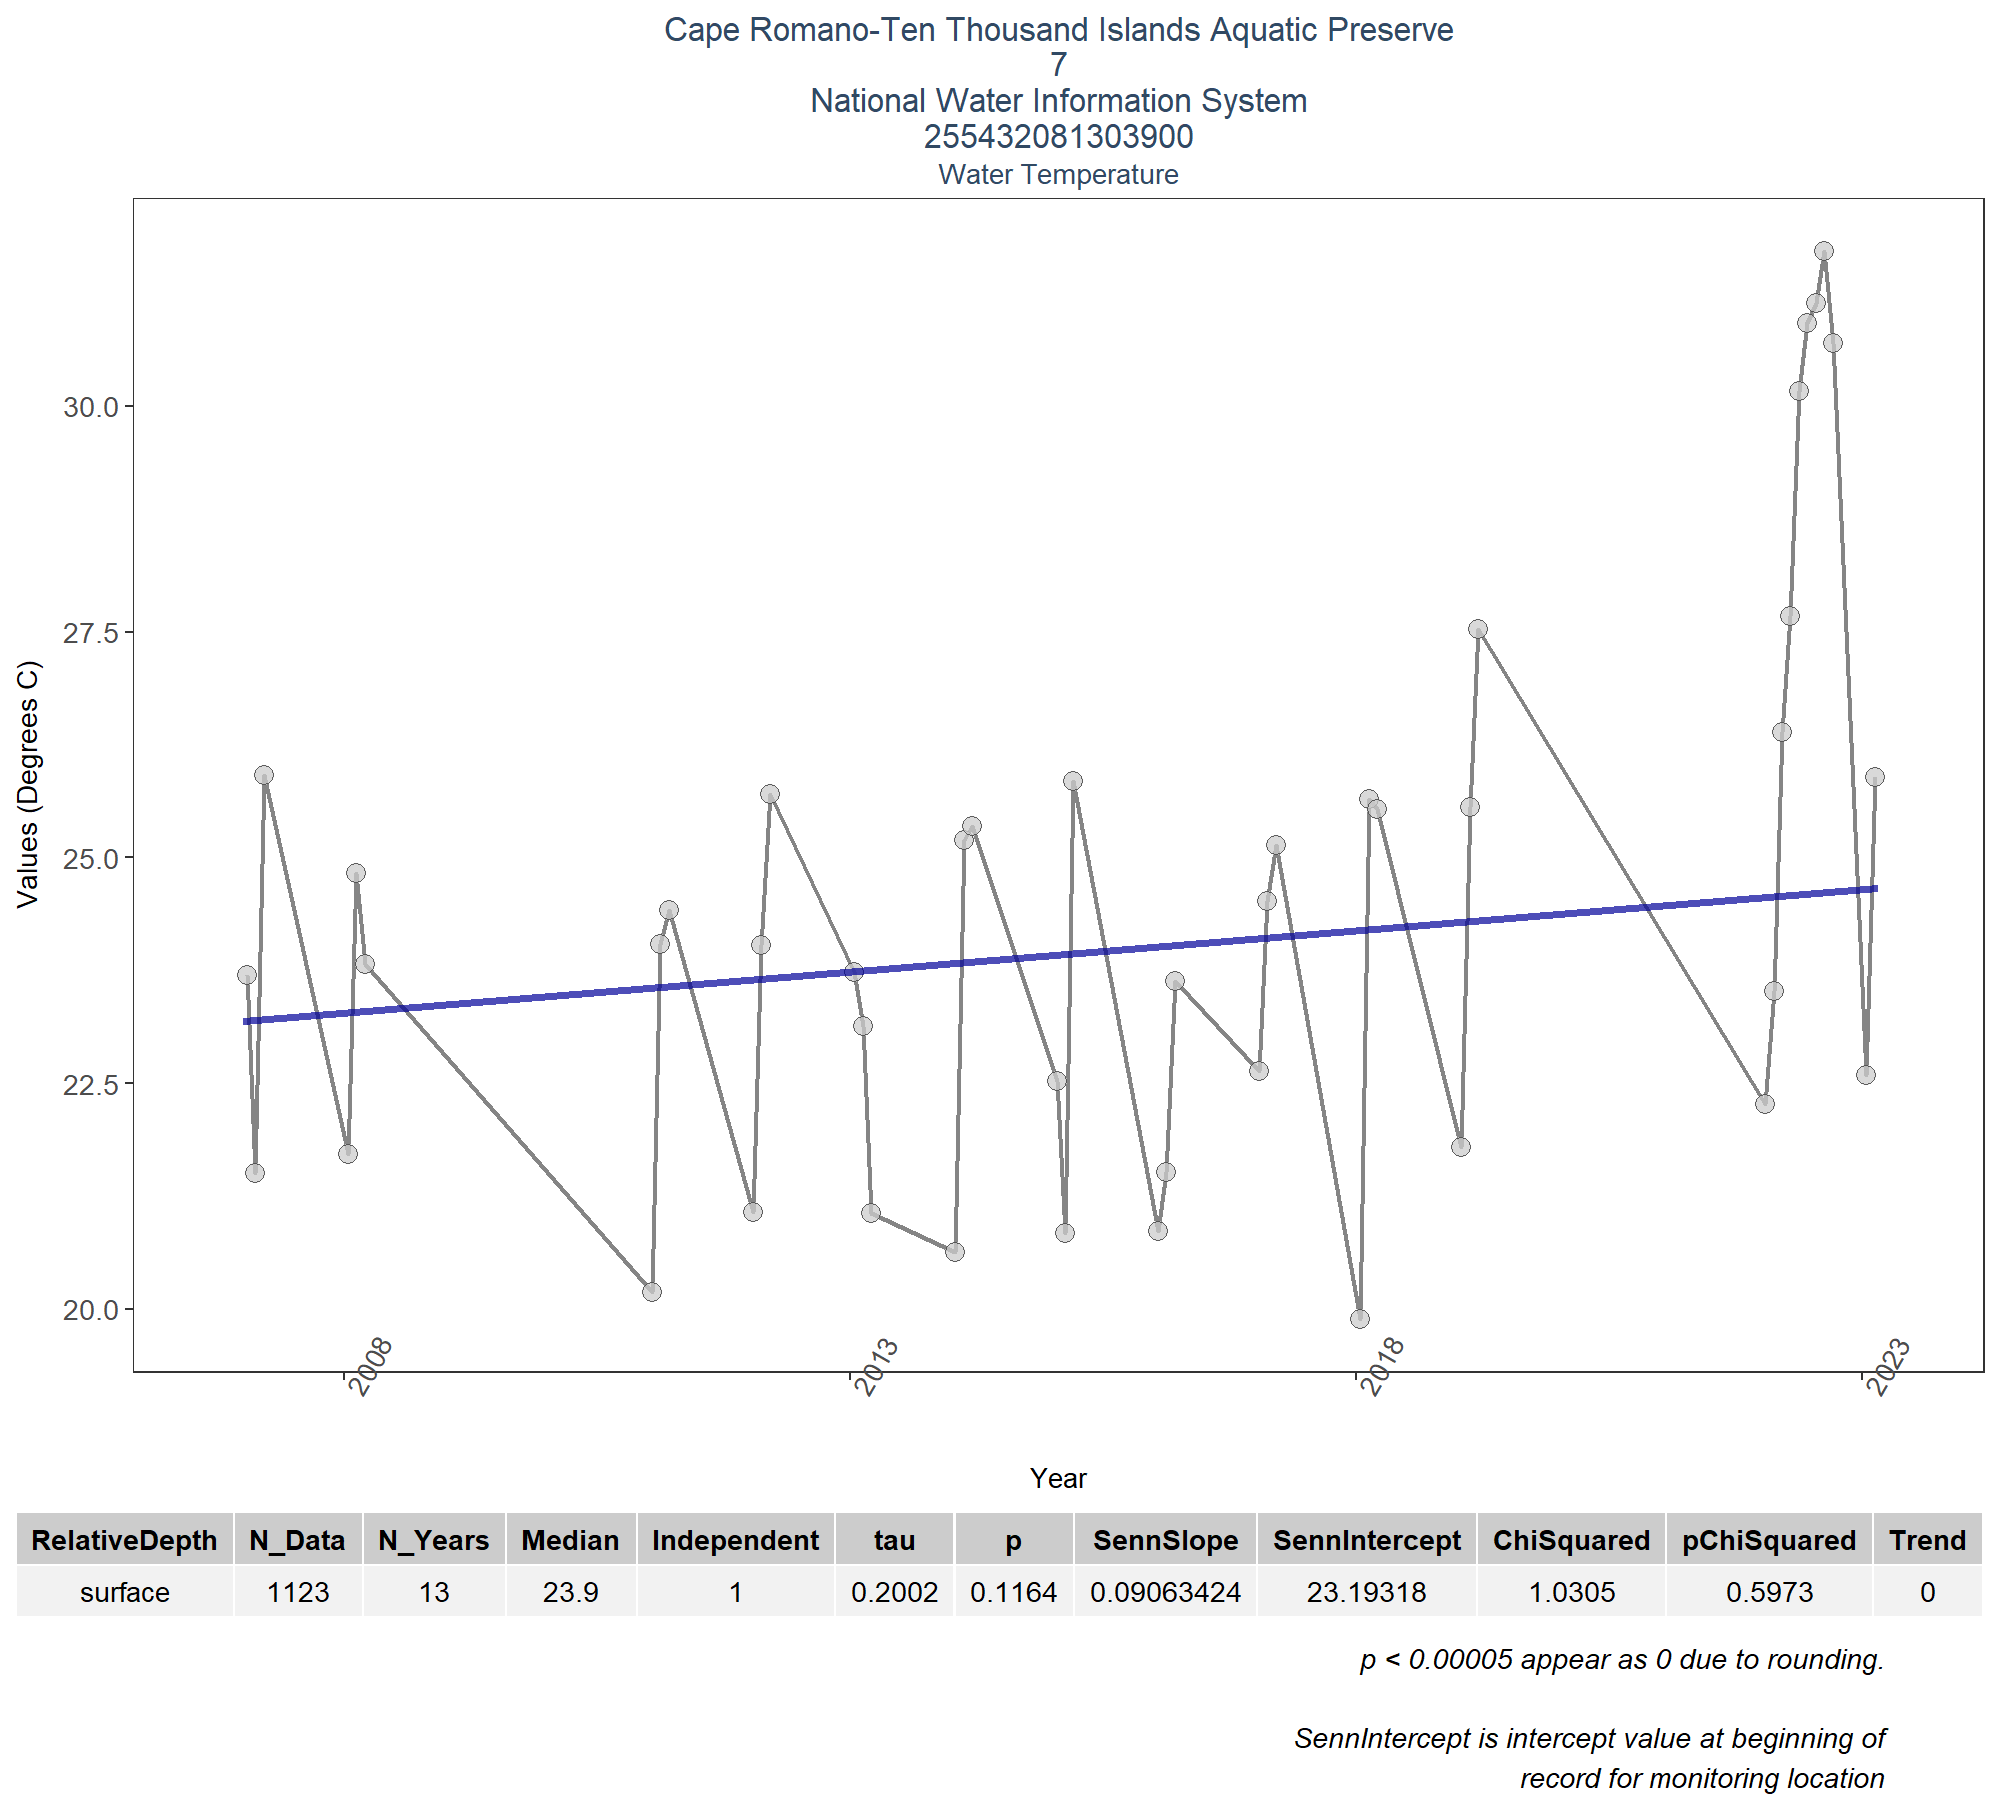 Cape Romano-Ten Thousand Islands Aquatic Preserve
7
National Water Information System
255432081303900
Water Temperature
Values (Degrees C)
30.0
27.5
25.0
22.5
20.0
2008
2013
2018
2023
Year
RelativeDepth N_Data N_Years Median Independent tau p SennSlope SennIntercept ChiSquared pChiSquared Trend
surface 1123 13 23.9 1 0.2002 0.1164 0.09063424 23.19318 1.0305 0.5973 0
p < 0.00005 appear as 0 due to rounding.
SennIntercept is intercept value at beginning of
record for monitoring location